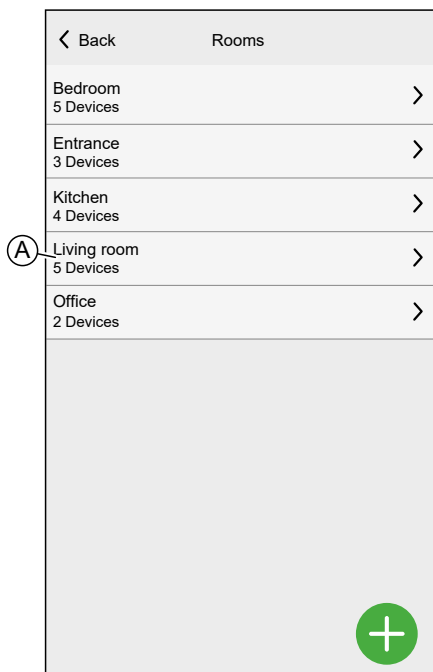 Back Rooms
Bedroom
5 Devices
Entrance
3 Devices
Kitchen
4 Devices
A
Living room
5 Devices
Office
2 Devices